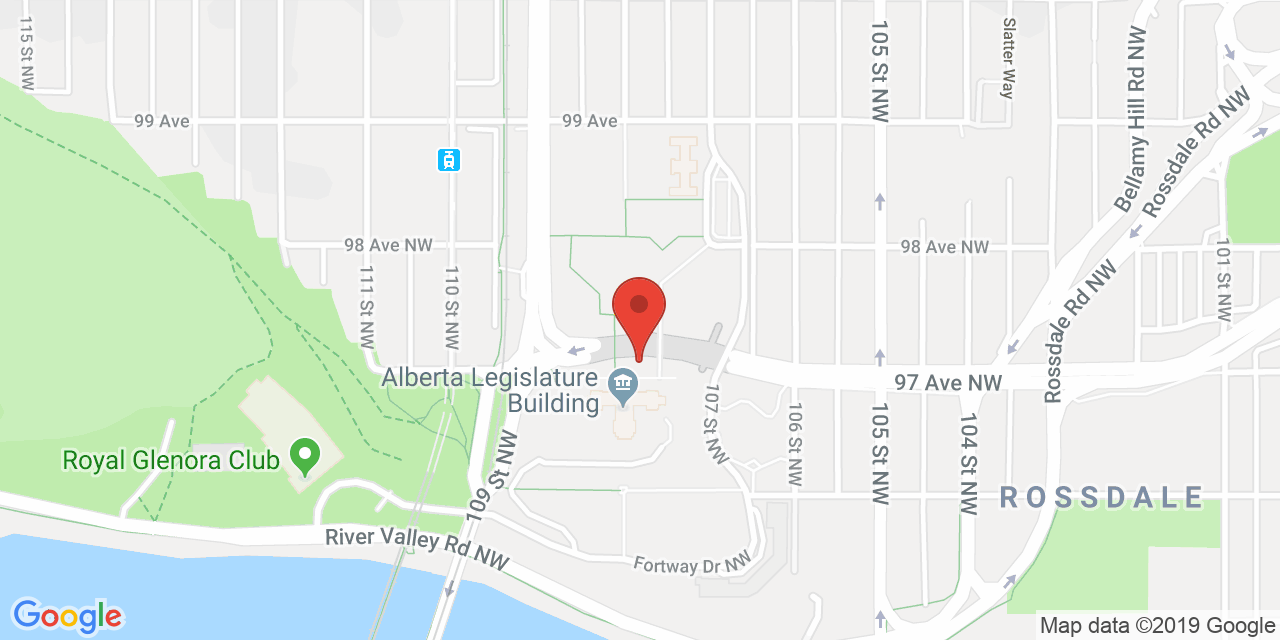 115 St NW
99 Ave
99 Ave
105 St NW
Slatter Way
Bellamy Hill Rd NW
Rossdale Rd NW
98 Ave NW
98 Ave NW
111 St NW
110 St NW
101 St NW
Rossdale Rd NW
Alberta Legislature
Building
97 Ave NW
107 St NW
106 St NW
105 St NW
104 St NW
Royal Glenora Club
109 St NW
ROSSDALE
River Valley Rd NW
Fortway Dr NW
Google
Map data ©2019 Google